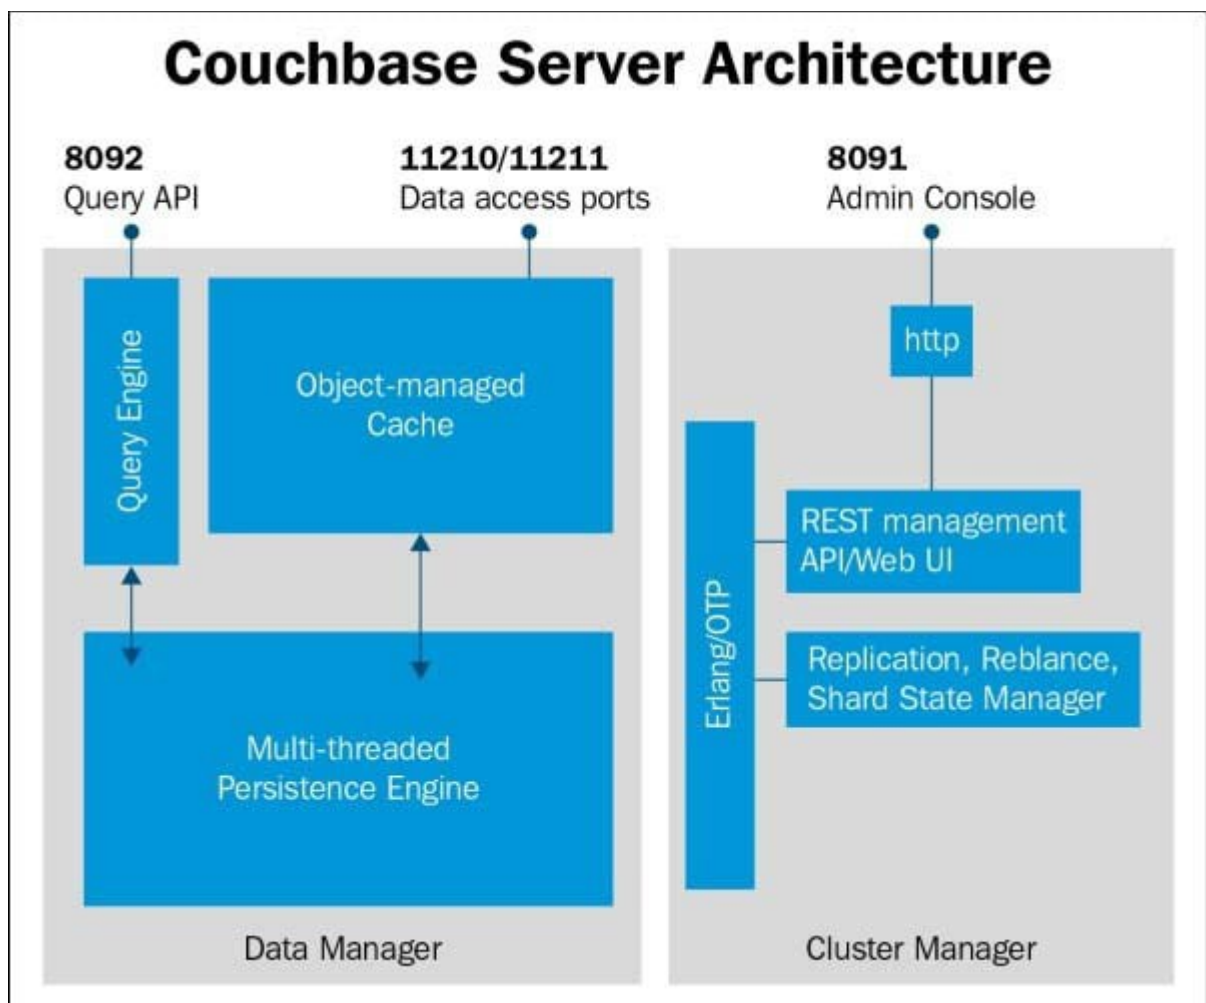 Couchbase Server Architecture
8092
Query API
11210/11211
Data access ports
8091
Admin Console
Query Engine
Object-managed
Cache
Multi-threaded
Persistence Engine
Data Manager
http
Erlang/OTP
REST management
API/Web UI
Replication, Reblance,
Shard State Manager
Cluster Manager